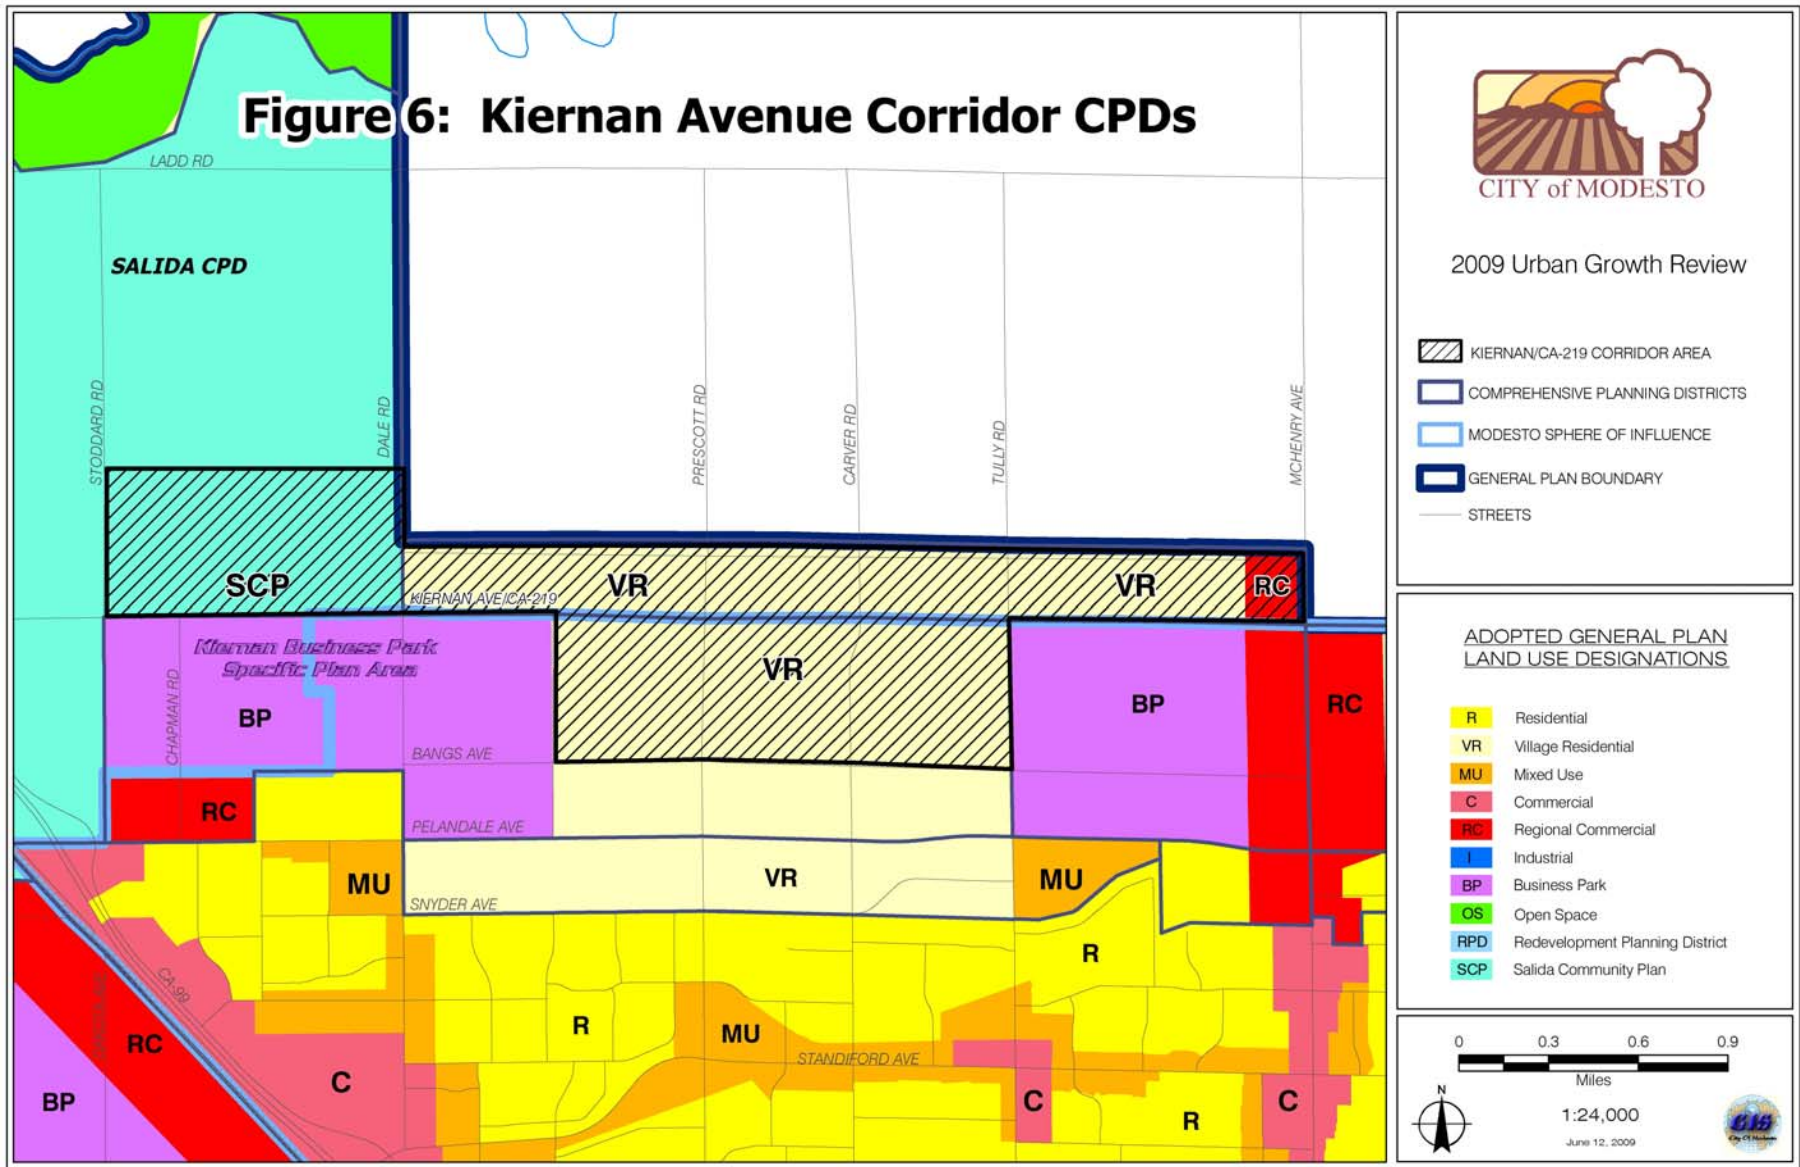 Figure 6: Kiernan Avenue Corridor CPDs
LADD RD
SALIDA CPD
STODDARD RD
DALE RD
PRESCOTT RD
CARVER RD
TULLY RD
MCHENRY AVE
SCP
VR
VR
RC
KIERNAN AVE/CA-219
Kiernan Business Park
Specific Plan Area
VR
CHAPMAN RD
BP
BP
RC
BANGS AVE
RC
PELANDALE AVE
MU
VR
MU
SNYDER AVE
R
CA-99
RC
R
MU
STANDIFORD AVE
C
BP
C
R
C
CITY of MODESTO
2009 Urban Growth Review
KIERNAN/CA-219 CORRIDOR AREA
COMPREHENSIVE PLANNING DISTRICTS
MODESTO SPHERE OF INFLUENCE
GENERAL PLAN BOUNDARY
STREETS
ADOPTED GENERAL PLAN
LAND USE DESIGNATIONS
R Residential
VR Village Residential
MU Mixed Use
C Commercial
RC Regional Commercial
I Industrial
BP Business Park
OS Open Space
RPD Redevelopment Planning District
SCP Salida Community Plan
0 0.3 0.6 0.9
Miles
N
1:24,000
June 12, 2009
GIS
City Of Modesto